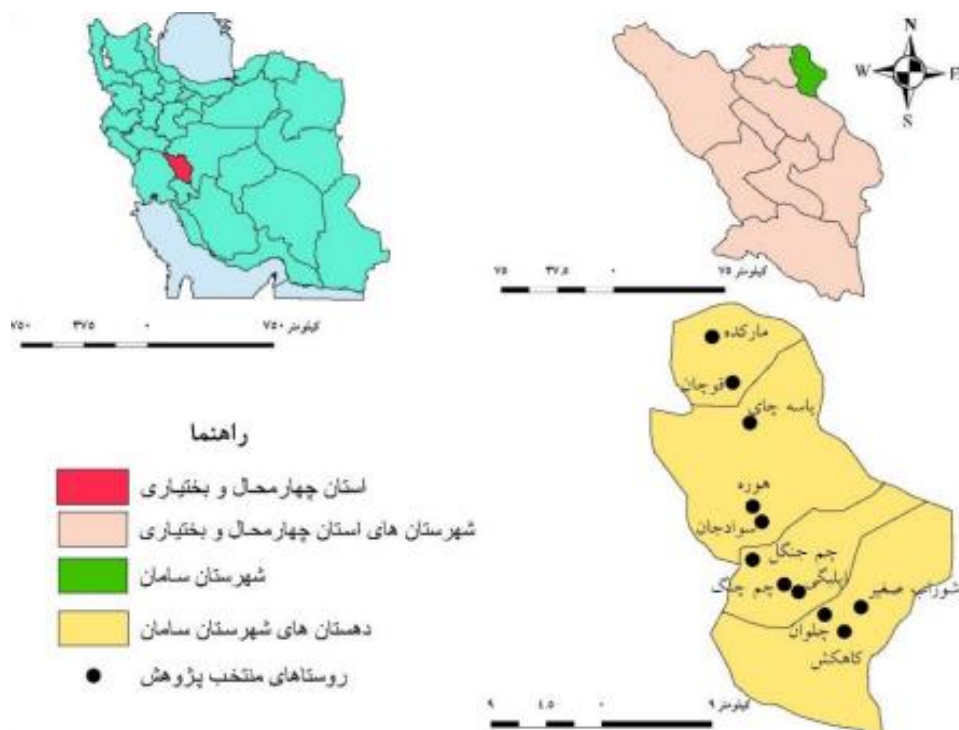 N
W E
S
۷۵۰ ۳۷۵ ۰ ۷۵۰ کیلومتر
۷۵ ۳۷.۵ ۰ ۷۵ کیلومتر
راهنما
استان چهارمحال و بختیاری
شهرستان های استان چهارمحال و بختیاری
شهرستان سامان
دهستان های شهرستان سامان
روستاهای منتخب پژوهش
مارکده
قوچان
یاسه چای
هوره
سوادجان
چم جنگل
ایلبگی
چم چنگ
شوراب صغیر
چلوان
کاهکش
۹ ۴.۵ ۰ ۹ کیلومتر